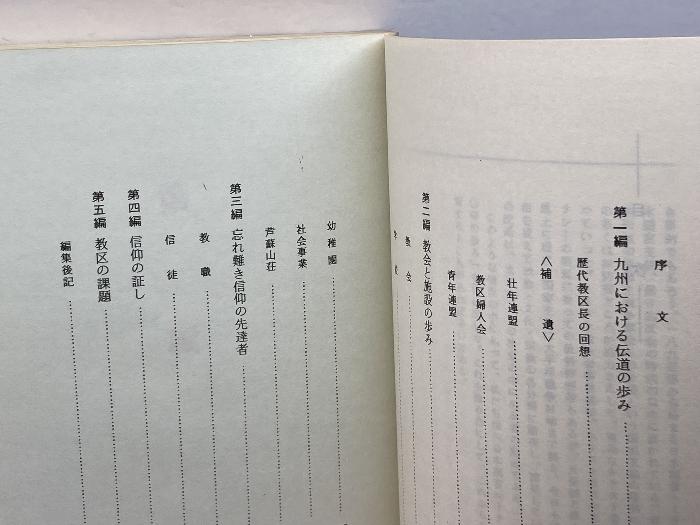 序文
第一編 九州における伝道の歩み
歴代教区長の回想
＜補遺＞
壮年連盟
教区婦人会
青年連盟
第二編 教会と施設の歩み
教会
学校
幼稚園
社会事業
芦蘇山荘
第三編 忘れ難き信仰の先達者
教職
信徒
第四編 信仰の証し
第五編 教区の課題
編集後記